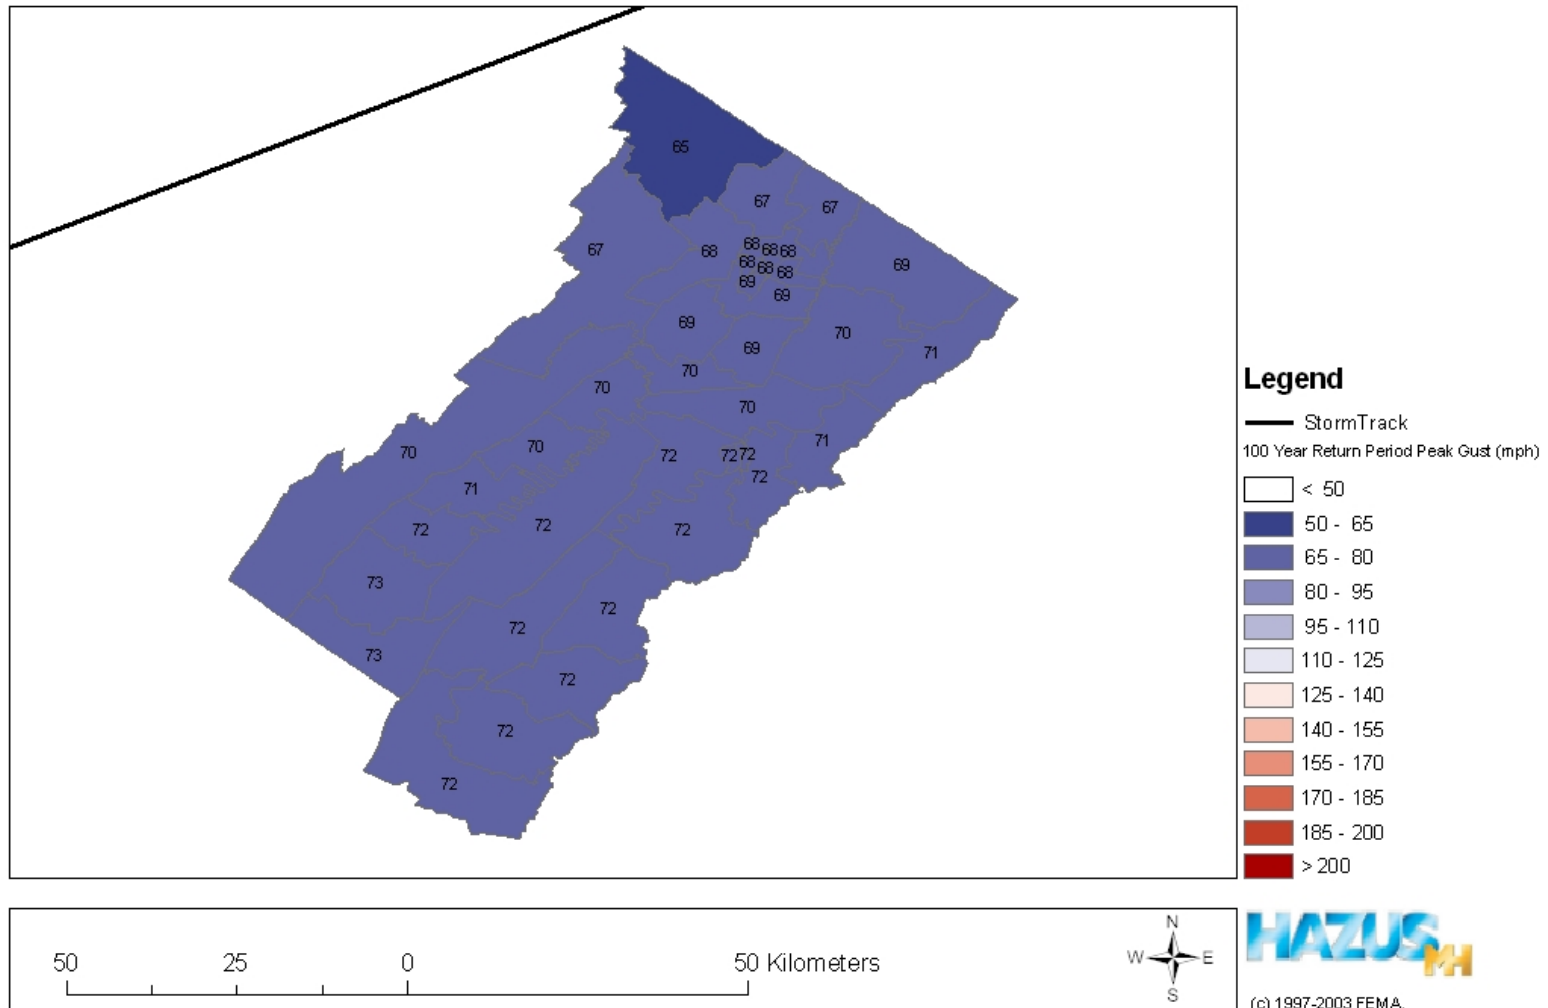 65
67
67
67
68
68 68 68
68 68 68
69
69
69
69
69
70
71
70
70
70
70
71
70
70
72
72 72
72
71
72
72
72
73
72
72
73
72
72
72
Legend
StormTrack
100 Year Return Period Peak Gust (mph)
< 50
50 - 65
65 - 80
80 - 95
95 - 110
110 - 125
125 - 140
140 - 155
155 - 170
170 - 185
185 - 200
> 200
50 25 0 50 Kilometers
N
W E
S
HAZUS MH
(c) 1997-2003 FEMA.